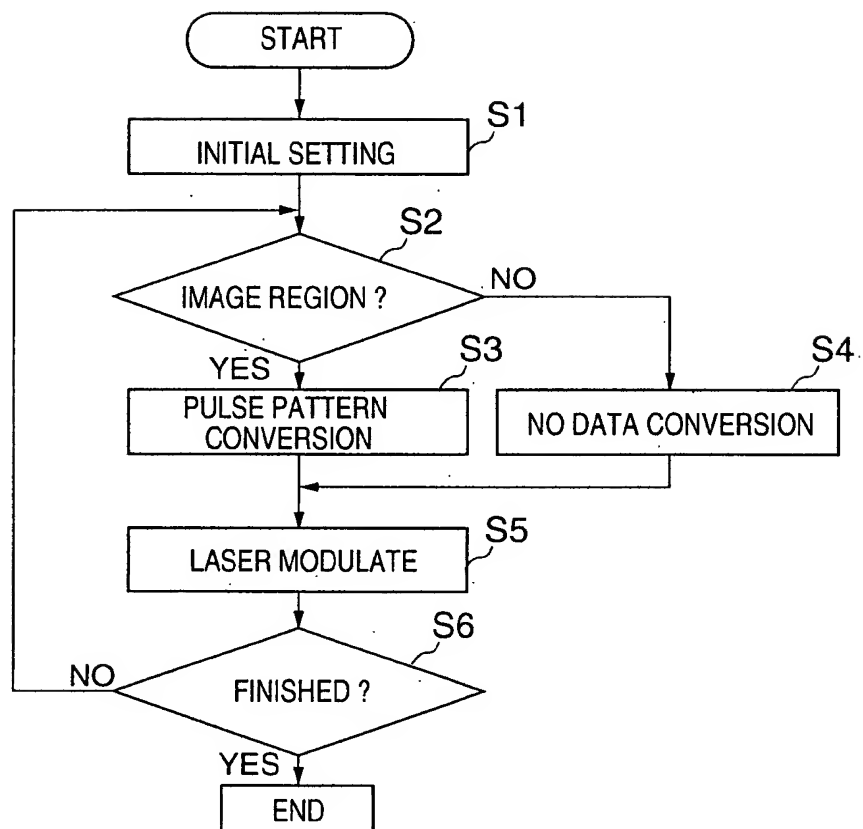 START
S1
INITIAL SETTING
S2
IMAGE REGION ?
NO
YES
S3
S4
PULSE PATTERN
CONVERSION
NO DATA CONVERSION
S5
LASER MODULATE
S6
NO
FINISHED ?
YES
END